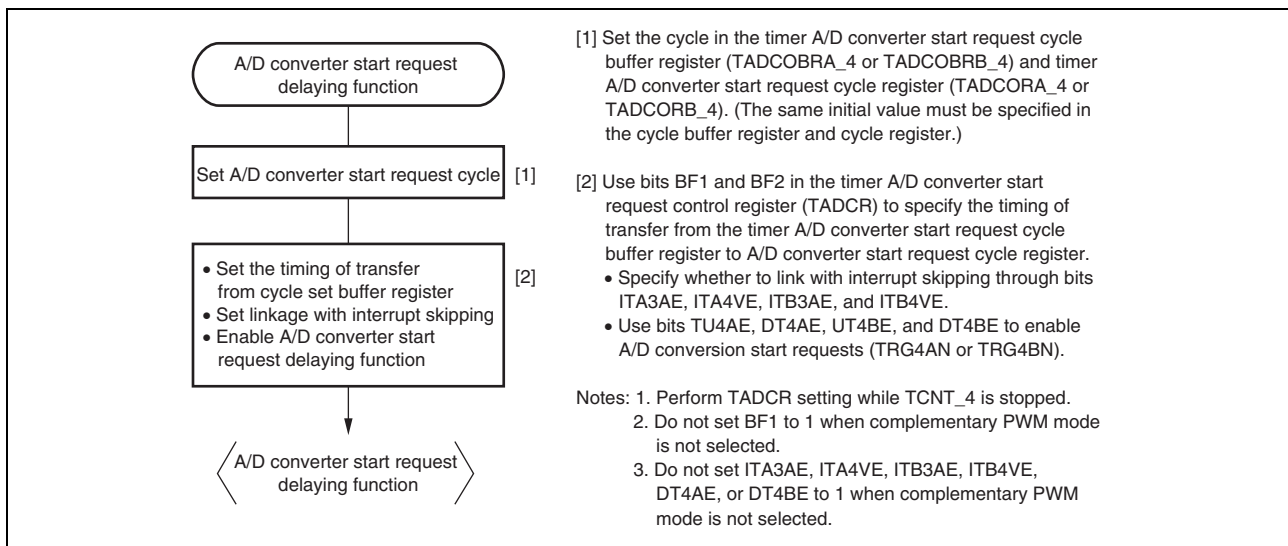 A/D converter start request
delaying function
Set A/D converter start request cycle [1]
• Set the timing of transfer
from cycle set buffer register
• Set linkage with interrupt skipping
• Enable A/D converter start
request delaying function
[2]
A/D converter start request
delaying function
[1] Set the cycle in the timer A/D converter start request cycle
buffer register (TADCOBRA_4 or TADCOBRB_4) and timer
A/D converter start request cycle register (TADCORA_4 or
TADCORB_4). (The same initial value must be specified in
the cycle buffer register and cycle register.)
[2] Use bits BF1 and BF2 in the timer A/D converter start
request control register (TADCR) to specify the timing of
transfer from the timer A/D converter start request cycle
buffer register to A/D converter start request cycle register.
• Specify whether to link with interrupt skipping through bits
ITA3AE, ITA4VE, ITB3AE, and ITB4VE.
• Use bits TU4AE, DT4AE, UT4BE, and DT4BE to enable
A/D conversion start requests (TRG4AN or TRG4BN).
Notes: 1. Perform TADCR setting while TCNT_4 is stopped.
2. Do not set BF1 to 1 when complementary PWM mode
is not selected.
3. Do not set ITA3AE, ITA4VE, ITB3AE, ITB4VE,
DT4AE, or DT4BE to 1 when complementary PWM
mode is not selected.